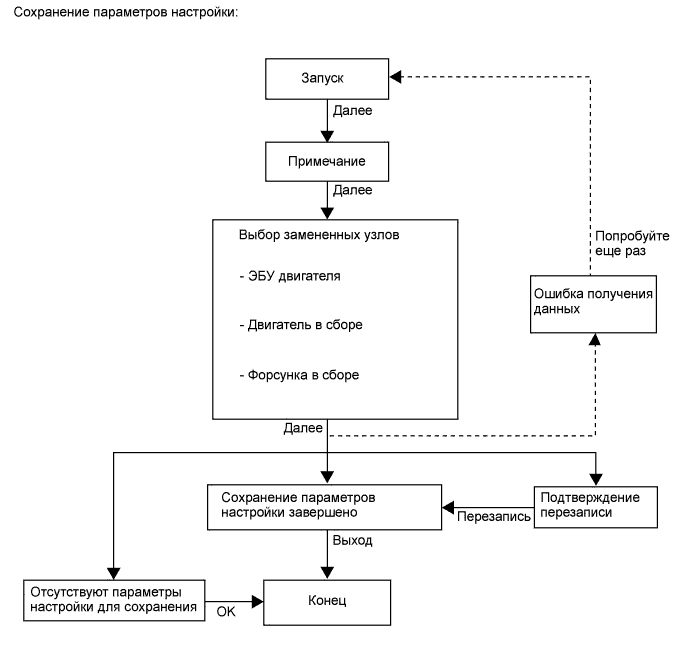 Сохранение параметров настройки:
Запуск
Далее
Примечание
Далее
Выбор замененных узлов
- ЭБУ двигателя
- Двигатель в сборе
- Форсунка в сборе
Попробуйте
еще раз
Ошибка получения
данных
Далее
Сохранение параметров
настройки завершено
Перезапись
Подтверждение
перезаписи
Выход
Отсутствуют параметры
настройки для сохранения
OK
Конец